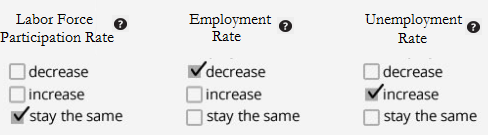 Labor Force
Participation Rate ?
decrease
increase
stay the same
Employment
Rate ?
decrease
increase
stay the same
Unemployment
Rate ?
decrease
increase
stay the same